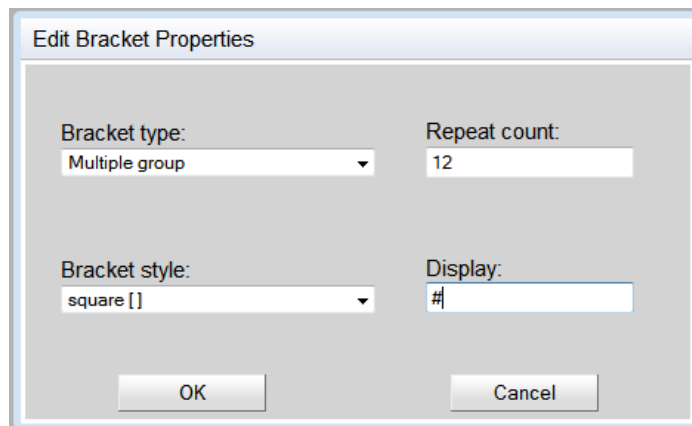 Edit Bracket Properties
Bracket type:
Repeat count:
Multiple group
12
Bracket style:
Display:
square [ ]
#
OK
Cancel